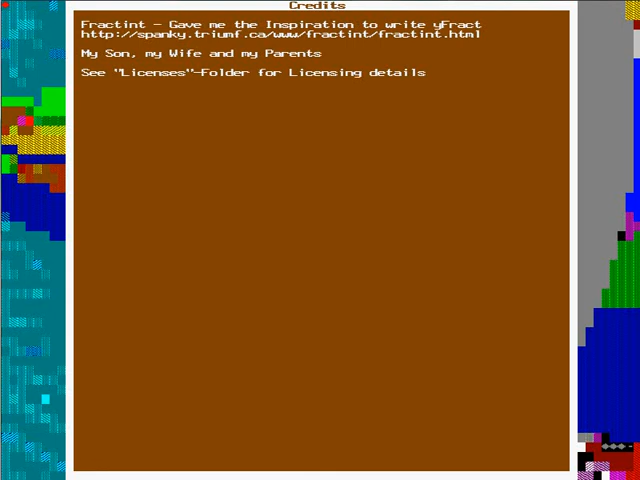 Credits
Fractint - Gave me the Inspiration to write yFract
http://spanky.triumf.ca/www/fractint/fractint.html
My Son, my Wife and my Parents
See "Licenses"-Folder for Licensing details